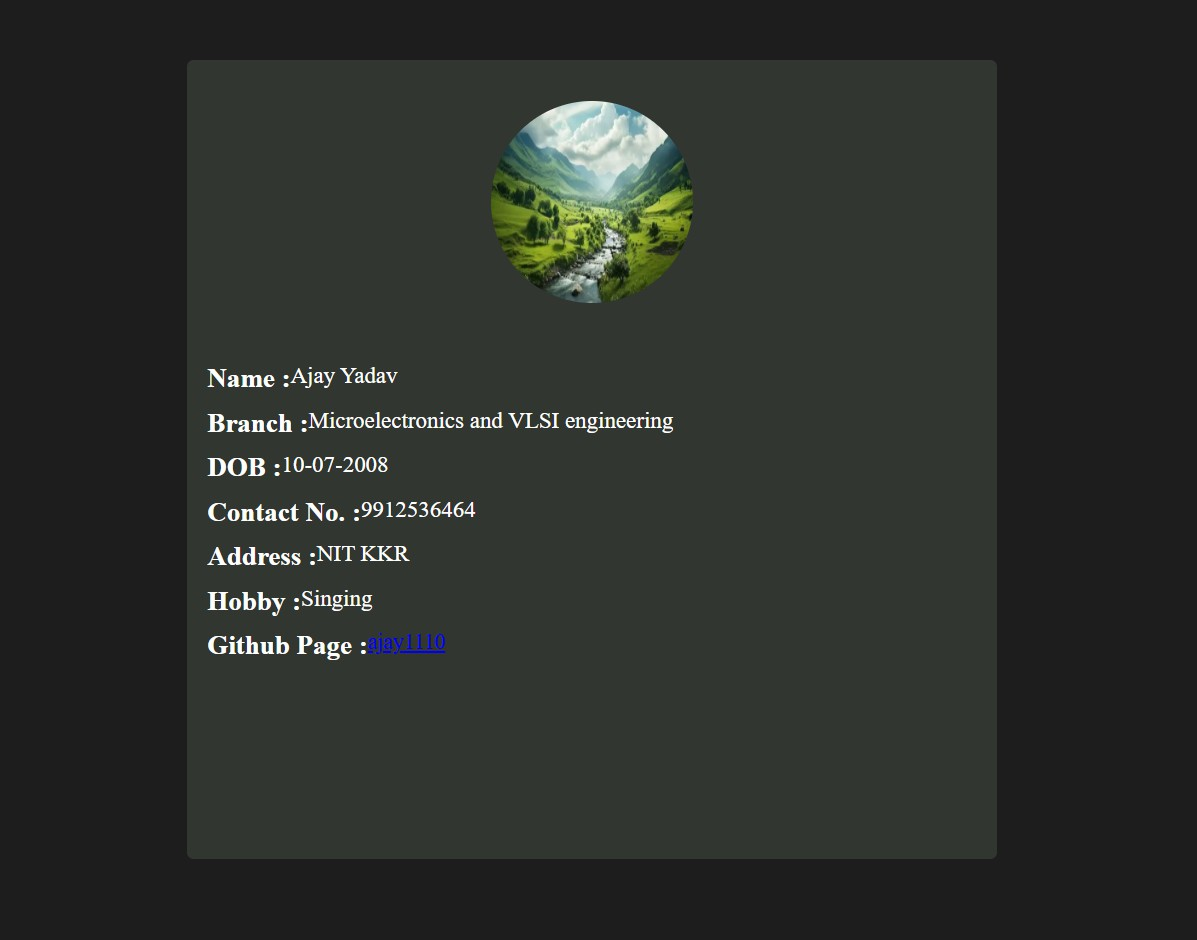 Name :Ajay Yadav
Branch :Microelectronics and VLSI engineering
DOB :10-07-2008
Contact No. :9912536464
Address :NIT KKR
Hobby :Singing
Github Page :ajay1110